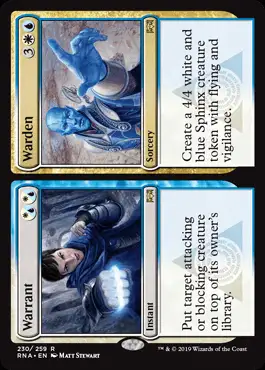 Warrant
Instant
Put target attacking
or blocking creature
on top of its owner's
library.
Warden
3
Sorcery
Create a 4/4 white and
blue Sphinx creature
token with flying and
vigilance.
230/259 R
RNA • EN MATT STEWART
™ & © 2019 Wizards of the Coast